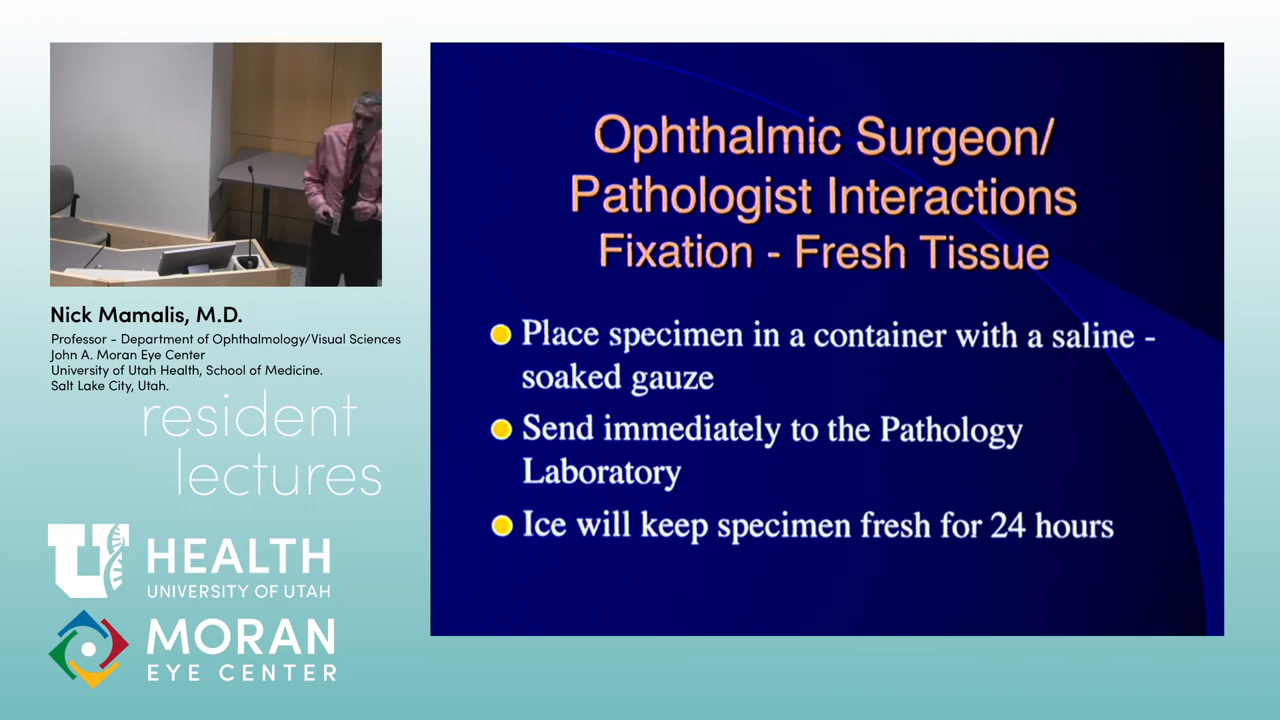 Nick Mamalis, M.D.
Professor - Department of Ophthalmology/Visual Sciences
John A. Moran Eye Center
University of Utah Health, School of Medicine.
Salt Lake City, Utah.
resident
lectures
U HEALTH
UNIVERSITY OF UTAH
MORAN
EYE CENTER
Ophthalmic Surgeon/
Pathologist Interactions
Fixation - Fresh Tissue
Place specimen in a container with a saline -
soaked gauze
Send immediately to the Pathology
Laboratory
Ice will keep specimen fresh for 24 hours